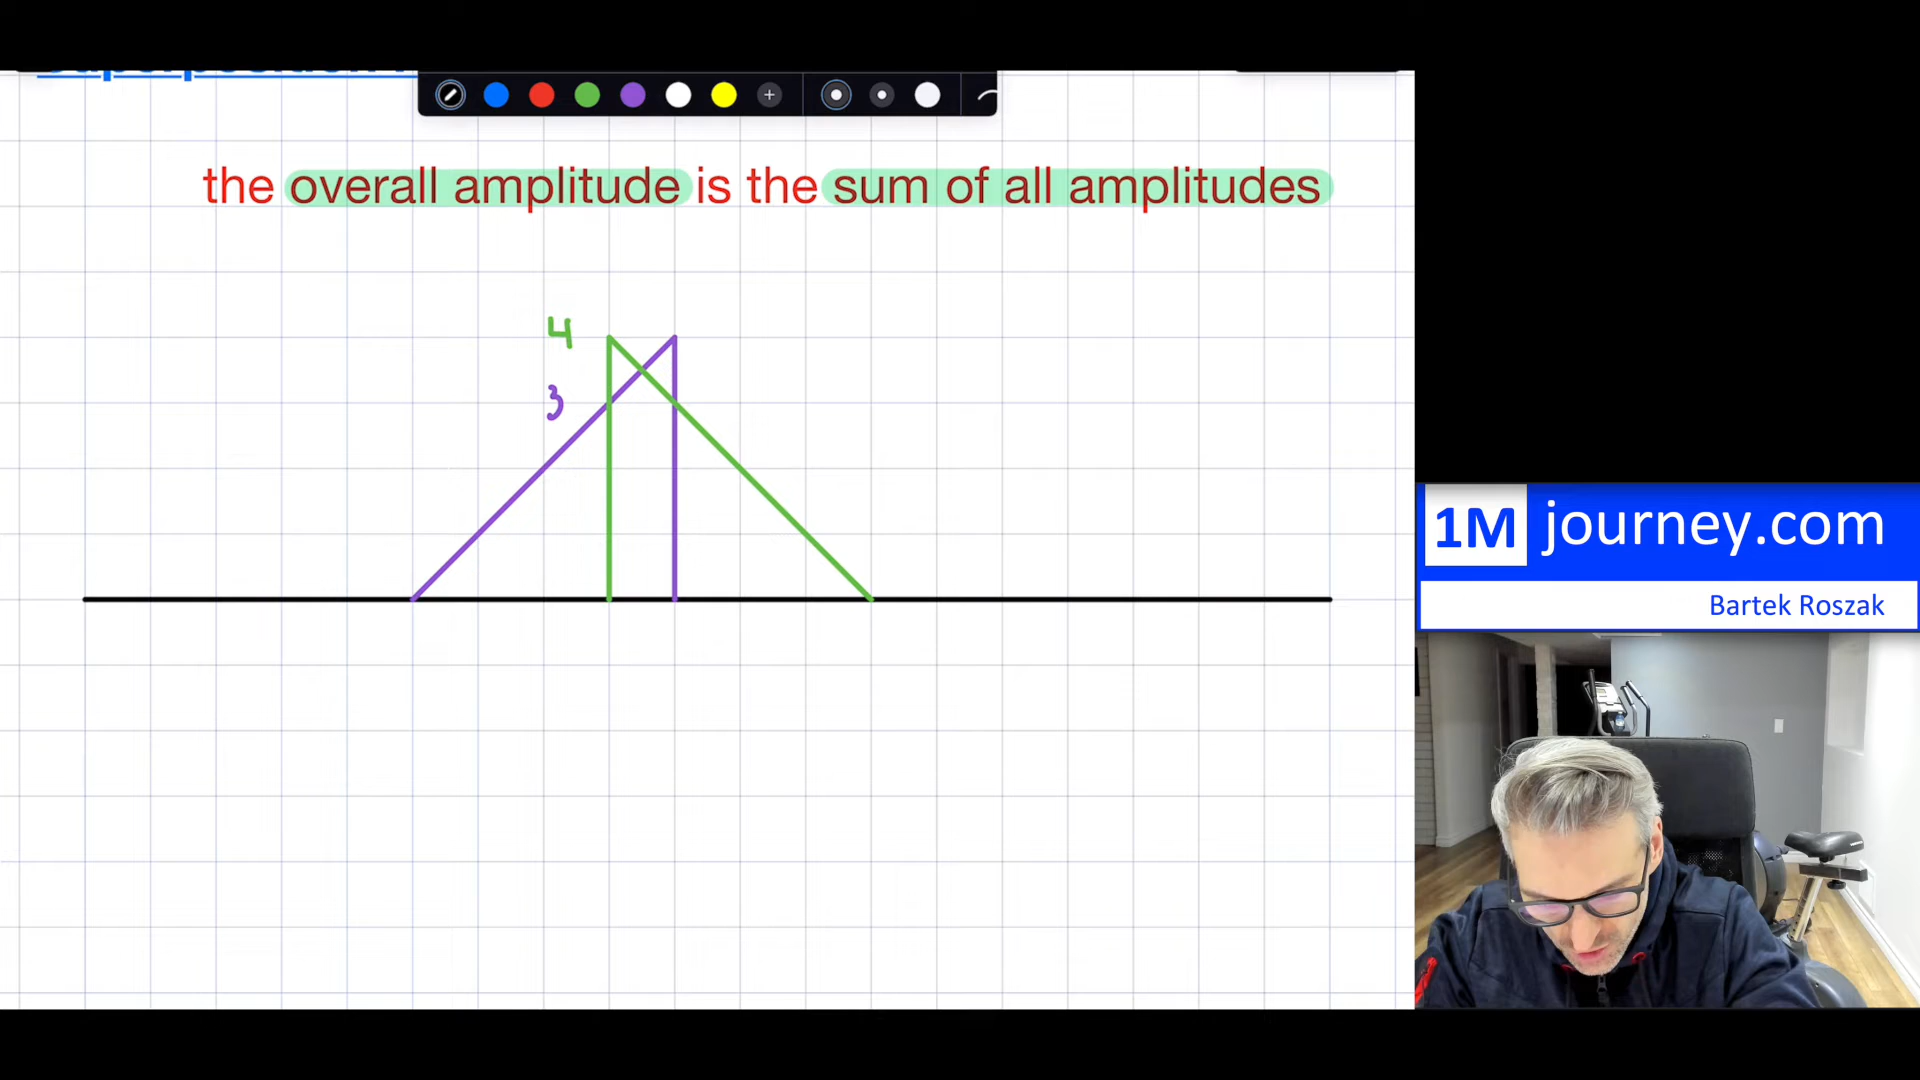 the overall amplitude is the sum of all amplitudes
4
3
1M journey.com
Bartek Roszak